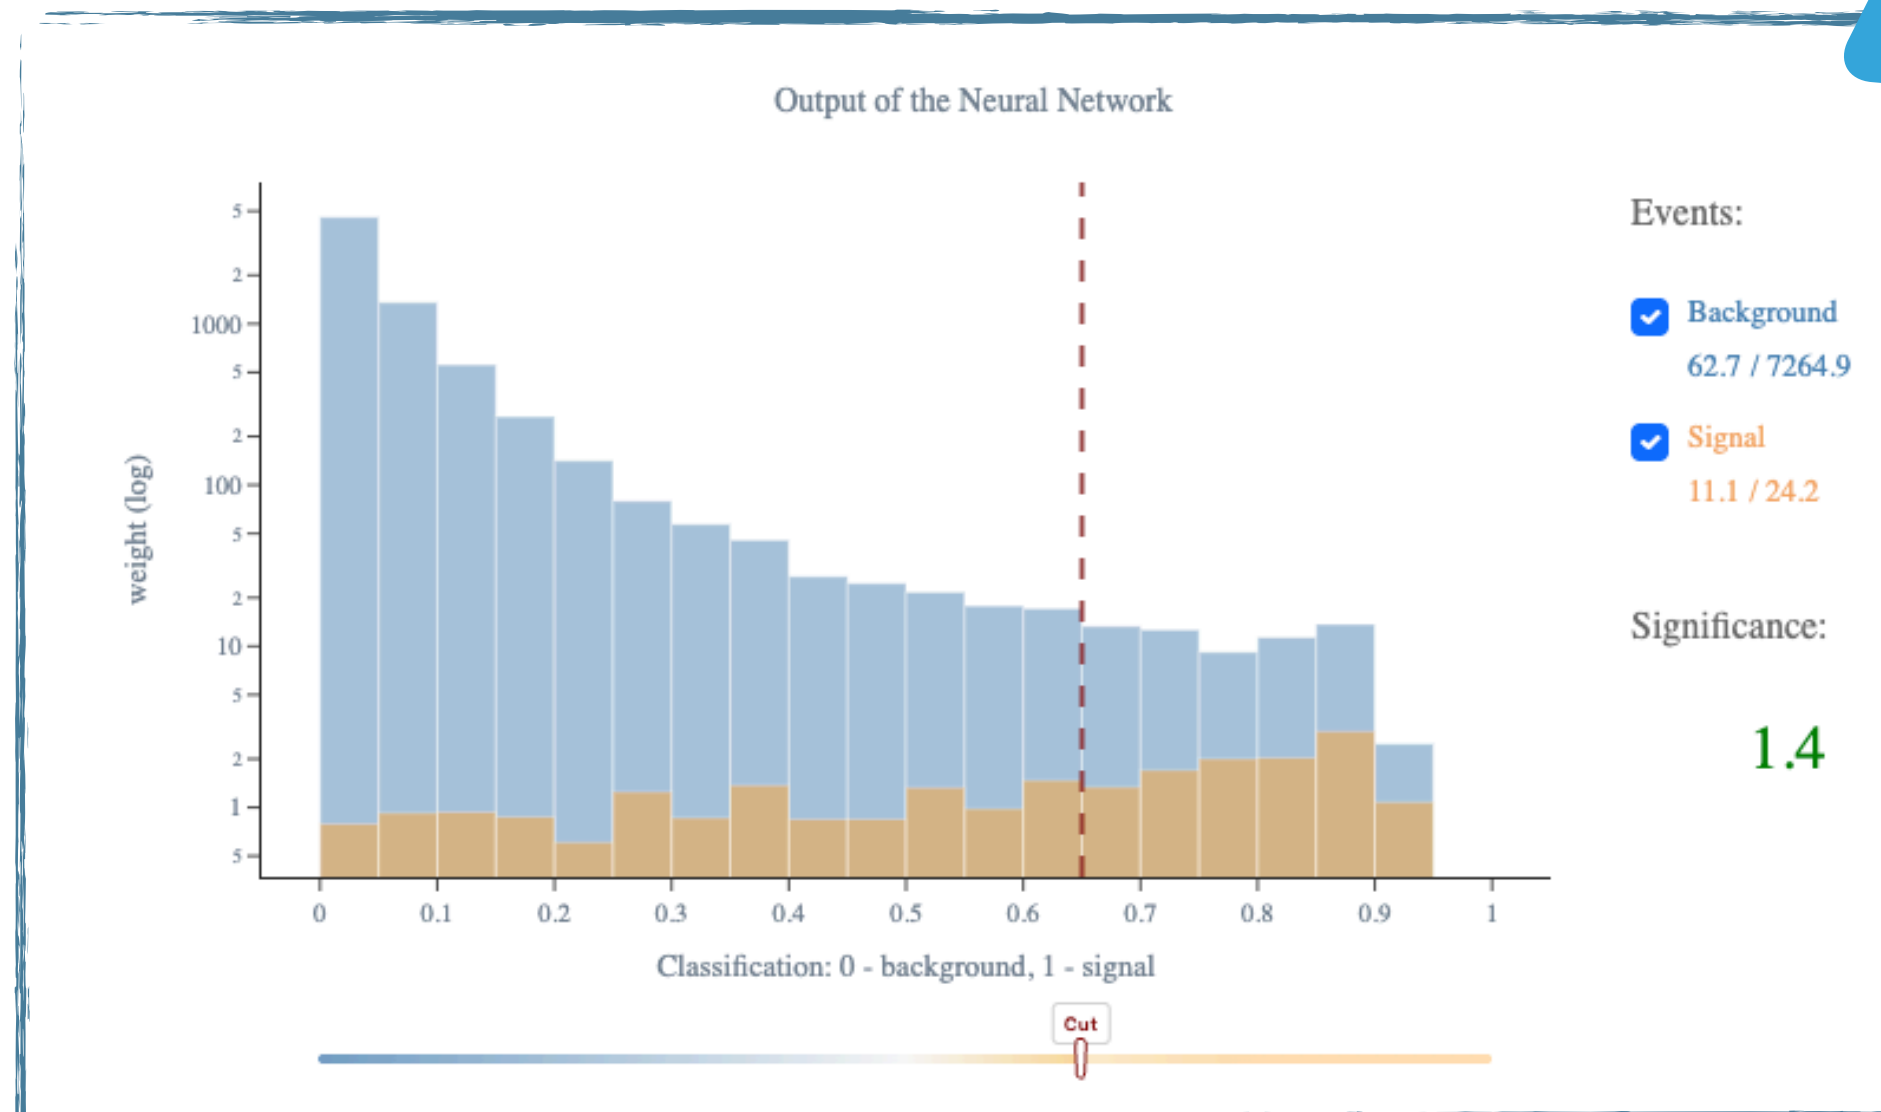 Output of the Neural Network
5
2
1000
5
2
100
5
2
10
5
2
1
5
weight (log)
0 0.1 0.2 0.3 0.4 0.5 0.6 0.7 0.8 0.9 1
Classification: 0 - background, 1 - signal
Cut
Events:
Background
62.7 / 7264.9
Signal
11.1 / 24.2
Significance:
1.4